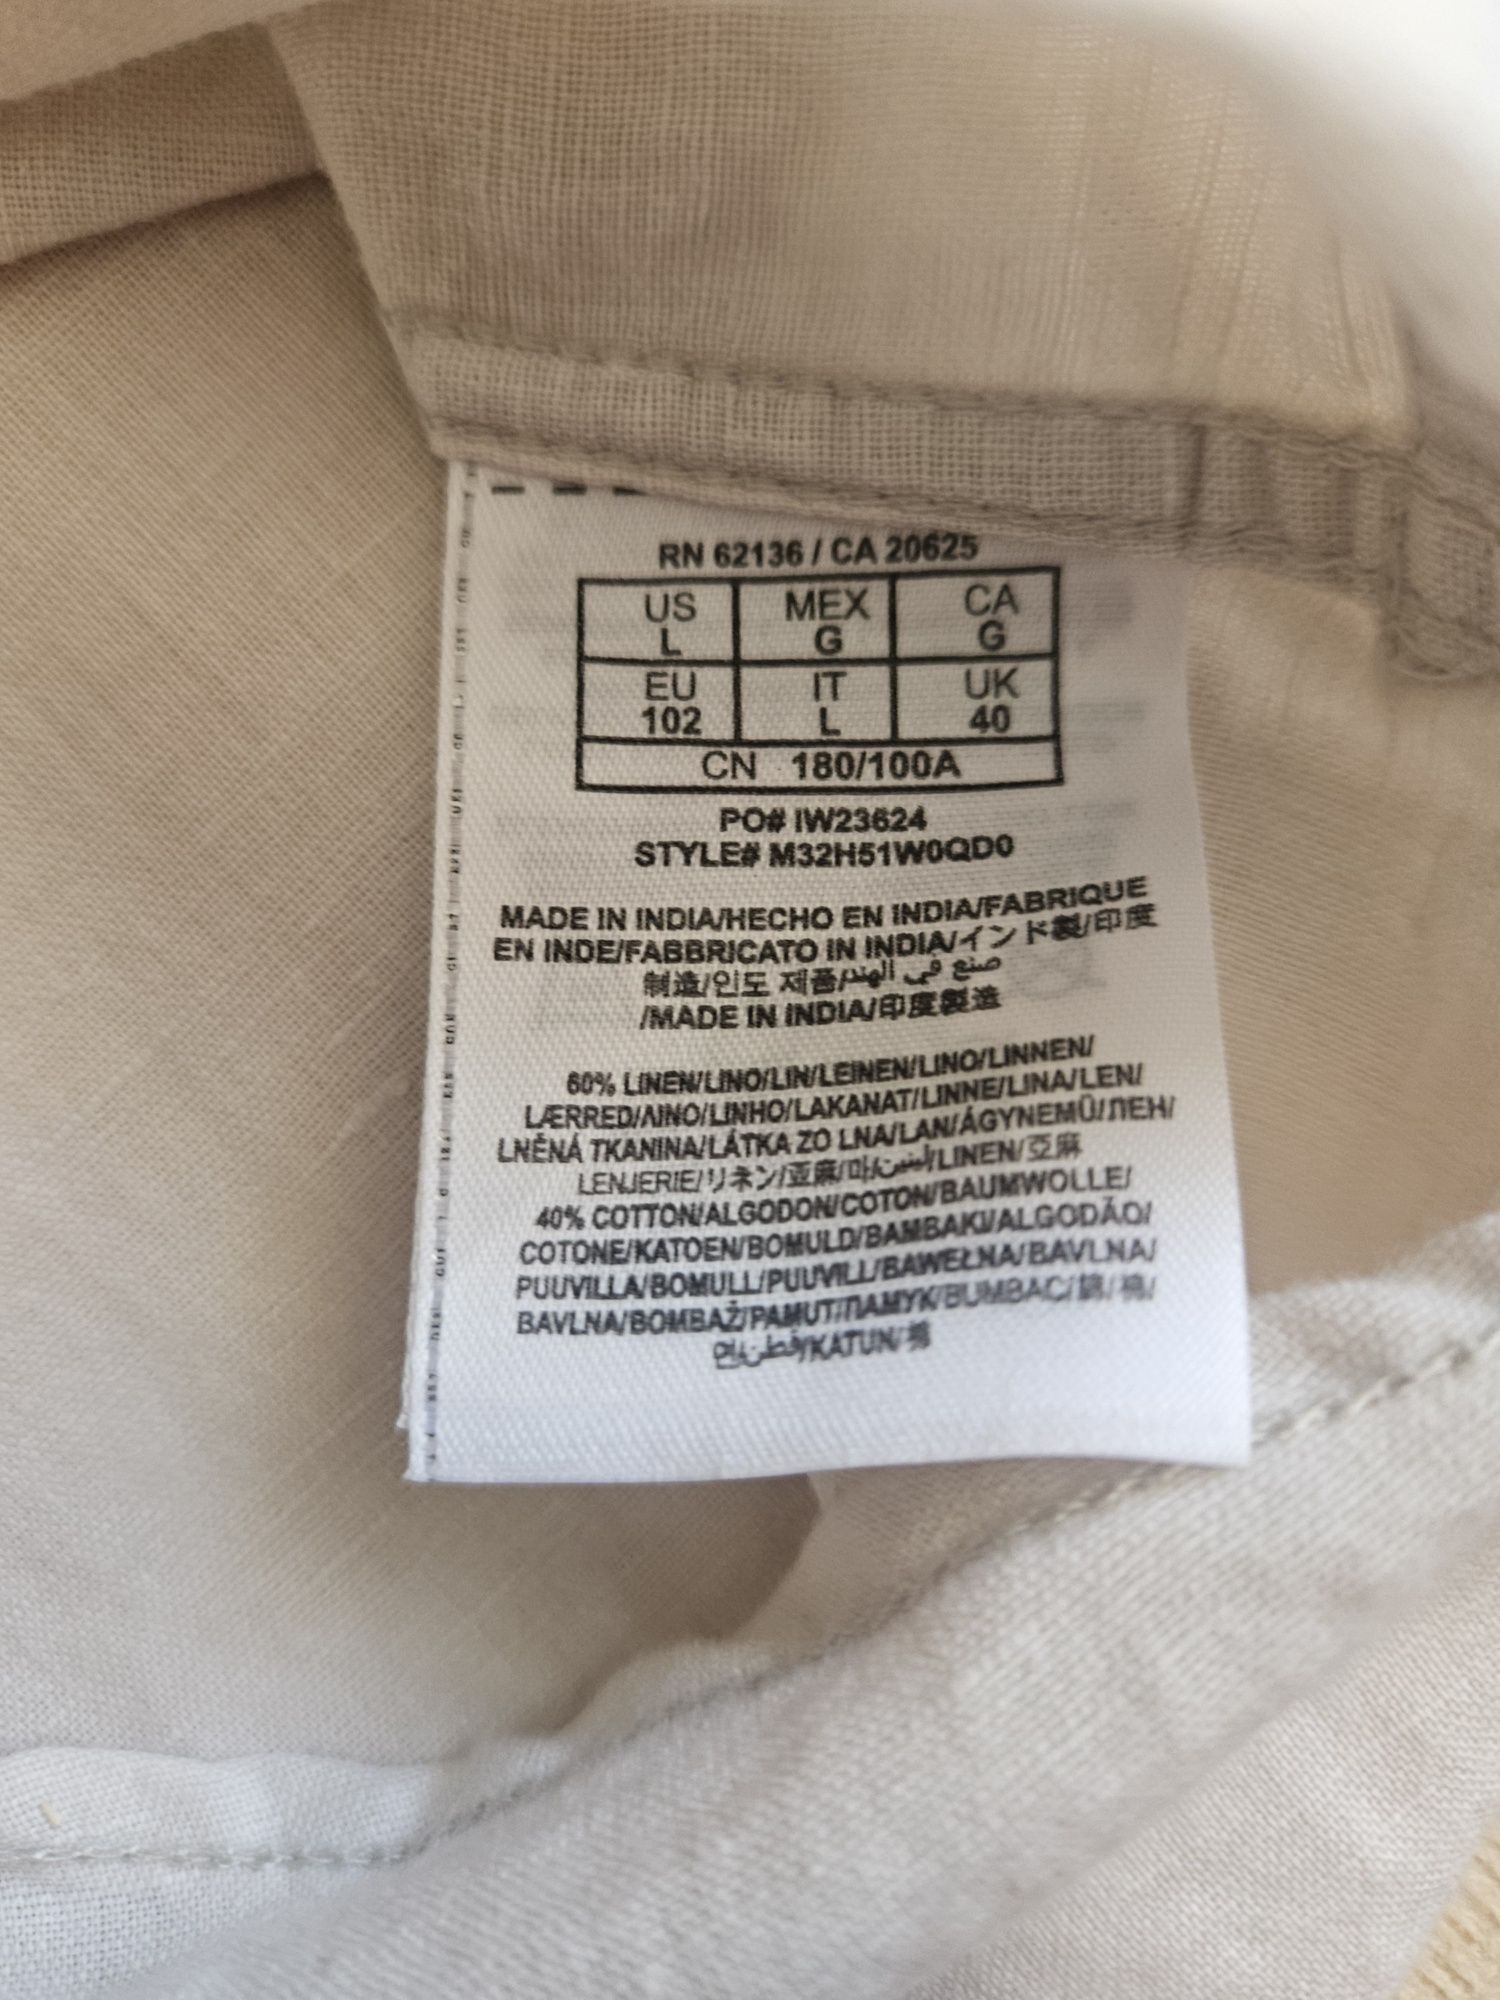 RN 62136 / CA 20625
US MEX CA
L G G
EU IT UK
102 L 40
CN 180/100A
PO# IW23624
STYLE# M32H51W0QD0
MADE IN INDIA/HECHO EN INDIA/FABRIQUE
EN INDE/FABBRICATO IN INDIA/インド製/印度
制造/인도 제품/صنع في الهند
/MADE IN INDIA/印度製造
60% LINEN/LINO/LIN/LEINEN/LINO/LINNEN/
LÆRRED/ΛΙΝΟ/LINHO/LAKANAT/LINNE/LINA/LEN/
LNĚNÁ TKANINA/LÁTKA ZO LNA/LAN/ÁGYNEMŰ/ЛЕН/
LENJERIE/リネン/亚麻/마/لينين/LINEN/亞麻
40% COTTON/ALGODON/COTON/BAUMWOLLE/
COTONE/KATOEN/BOMULD/BAMBAKI/ALGODÃO/
PUUVILLA/BOMULL/PUUVILL/BAWEŁNA/BAVLNA/
BAVLNA/BOMBAŽ/PAMUT/ПАМУК/BUMBAC/綿/棉/
면/قطن/KATUN/棉